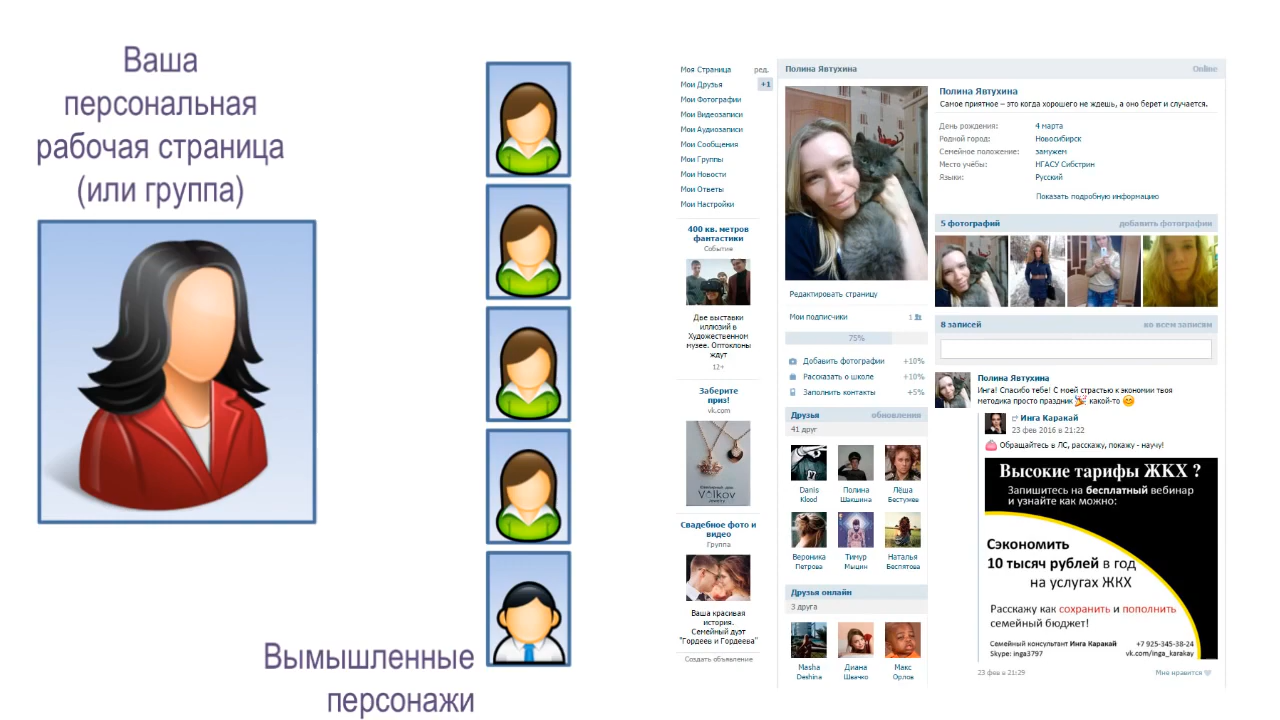 Ваша
персональная
рабочая страница
(или группа)
Вымышленные
персонажи
Моя Страница
ред.
Мои Друзья
+1
Мои Фотографии
Мои Видеозаписи
Мои Аудиозаписи
Мои Сообщения
Мои Группы
Мои Новости
Мои Ответы
Мои Настройки
400 кв. метров
фантастики
События
Две выставки
иллюзий в
Художественном
музее. Оптоклоны
ждут
12+
Заберите
приз!
vk.com
Volkov
Свадебное фото и
видео
Группа
Ваша красивая
история.
Семейный дуэт
"Гордеев и Гордеева"
Создать объявление
Полина Явтухина
Online
Редактировать страницу
Мои подписчики
1
75%
Добавить фотографии +10%
Рассказать о школе +10%
Заполнить контакты +5%
Друзья
обновления
41 друг
Danis
Klood
Полина
Шакшина
Лёша
Бестужев
Вероника
Петрова
Тимур
Мышин
Наталья
Беспятова
Друзья онлайн
3 друга
Masha
Deshina
Диана
Швачко
Макс
Орлов
Полина Явтухина
Самое приятное – это когда хорошего не ждешь, а оно берет и случается.
День рождения: 4 марта
Родной город: Новосибирск
Семейное положение: замужем
Место учёбы: НГАСУ Сибстрин
Языки: Русский
Показать подробную информацию
5 фотографий
добавить фотографии
8 записей
ко всем записям
Полина Явтухина
Инга! Спасибо тебе! С моей страстью к экономии твоя
методика просто праздник 🎉 какой-то 😊
Инга Каракай
23 фев 2016 в 21:22
👛 Обращайтесь в ЛС, расскажу, покажу - научу!
Высокие тарифы ЖКХ ?
Запишитесь на бесплатный вебинар
и узнайте как можно:
Сэкономить
10 тысяч рублей в год
на услугах ЖКХ
Расскажу как сохранить и пополнить
семейный бюджет!
Семейный консультант Инга Каракай +7 925-345-38-24
Skype: inga3797 vk.com/inga_karakay
23 фев в 21:29
Мне нравится